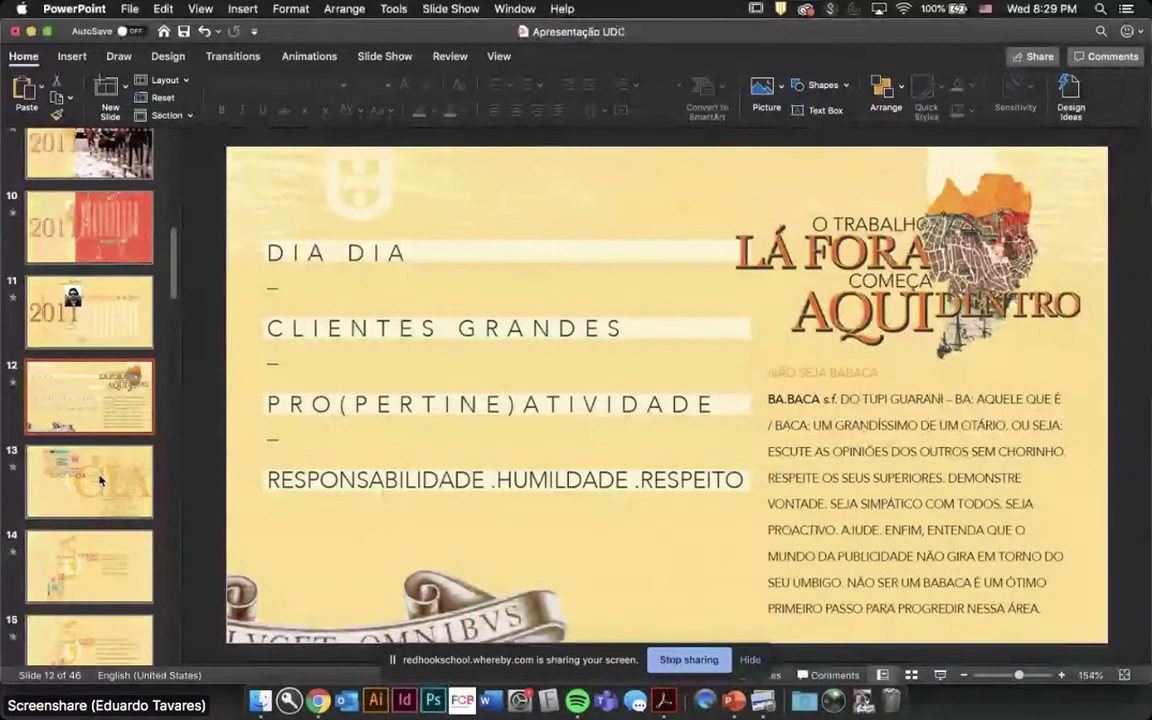 PowerPoint File Edit View Insert Format Arrange Tools Slide Show Window Help 100% Wed 8:29 PM
AutoSave OFF Apresentação UDC
Home Insert Draw Design Transitions Animations Slide Show Review View Share Comments
Paste New Slide Layout Reset Section Convert to SmartArt Picture Shapes Text Box Arrange Quick Styles Sensitivity Design Ideas
2011
10
2011
11
2011
12
13
14
15
DIA DIA
–
CLIENTES GRANDES
–
PRO(PERTINE)ATIVIDADE
–
RESPONSABILIDADE .HUMILDADE .RESPEITO
O TRABALHO
LÁ FORA
COMEÇA
AQUI DENTRO
NÃO SEJA BABACA
BA.BACA s.f. DO TUPI GUARANI – BA: AQUELE QUE É
/ BACA: UM GRANDÍSSIMO DE UM OTÁRIO. OU SEJA:
ESCUTE AS OPINIÕES DOS OUTROS SEM CHORINHO.
RESPEITE OS SEUS SUPERIORES. DEMONSTRE
VONTADE. SEJA SIMPÁTICO COM TODOS. SEJA
PROACTIVO. AJUDE. ENFIM, ENTENDA QUE O
MUNDO DA PUBLICIDADE NÃO GIRA EM TORNO DO
SEU UMBIGO. NÃO SER UM BABACA É UM ÓTIMO
PRIMEIRO PASSO PARA PROGREDIR NESSA ÁREA.
OMNIBVS
redhookschool.whereby.com is sharing your screen. Stop sharing Hide
Slide 12 of 46 English (United States) Comments 154%
Ai Id Ps FCB
Screenshare (Eduardo Tavares)